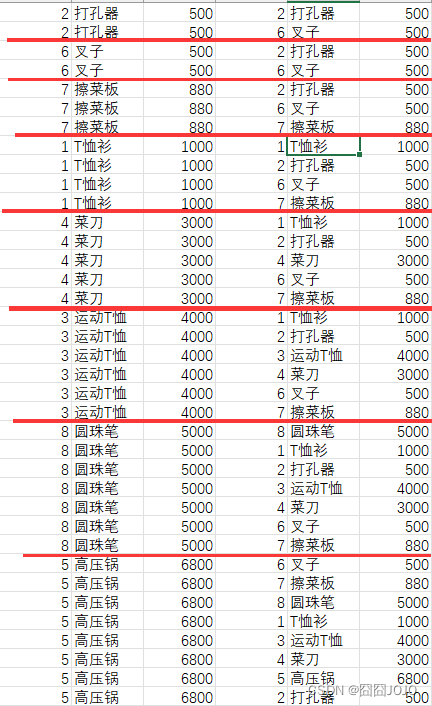 2 打孔器 500 2 打孔器 500
2 打孔器 500 6 叉子 500
6 叉子 500 2 打孔器 500
6 叉子 500 6 叉子 500
7 擦菜板 880 2 打孔器 500
7 擦菜板 880 6 叉子 500
7 擦菜板 880 7 擦菜板 880
1 T恤衫 1000 1 T恤衫 1000
1 T恤衫 1000 2 打孔器 500
1 T恤衫 1000 6 叉子 500
1 T恤衫 1000 7 擦菜板 880
4 菜刀 3000 1 T恤衫 1000
4 菜刀 3000 2 打孔器 500
4 菜刀 3000 4 菜刀 3000
4 菜刀 3000 6 叉子 500
4 菜刀 3000 7 擦菜板 880
3 运动T恤 4000 1 T恤衫 1000
3 运动T恤 4000 2 打孔器 500
3 运动T恤 4000 3 运动T恤 4000
3 运动T恤 4000 4 菜刀 3000
3 运动T恤 4000 6 叉子 500
3 运动T恤 4000 7 擦菜板 880
8 圆珠笔 5000 8 圆珠笔 5000
8 圆珠笔 5000 1 T恤衫 1000
8 圆珠笔 5000 2 打孔器 500
8 圆珠笔 5000 3 运动T恤 4000
8 圆珠笔 5000 4 菜刀 3000
8 圆珠笔 5000 6 叉子 500
8 圆珠笔 5000 7 擦菜板 880
5 高压锅 6800 6 叉子 500
5 高压锅 6800 7 擦菜板 880
5 高压锅 6800 8 圆珠笔 5000
5 高压锅 6800 1 T恤衫 1000
5 高压锅 6800 3 运动T恤 4000
5 高压锅 6800 4 菜刀 3000
5 高压锅 6800 5 高压锅 6800
5 高压锅 6800 2 打孔器 500
CSDN @囧囧JOJO